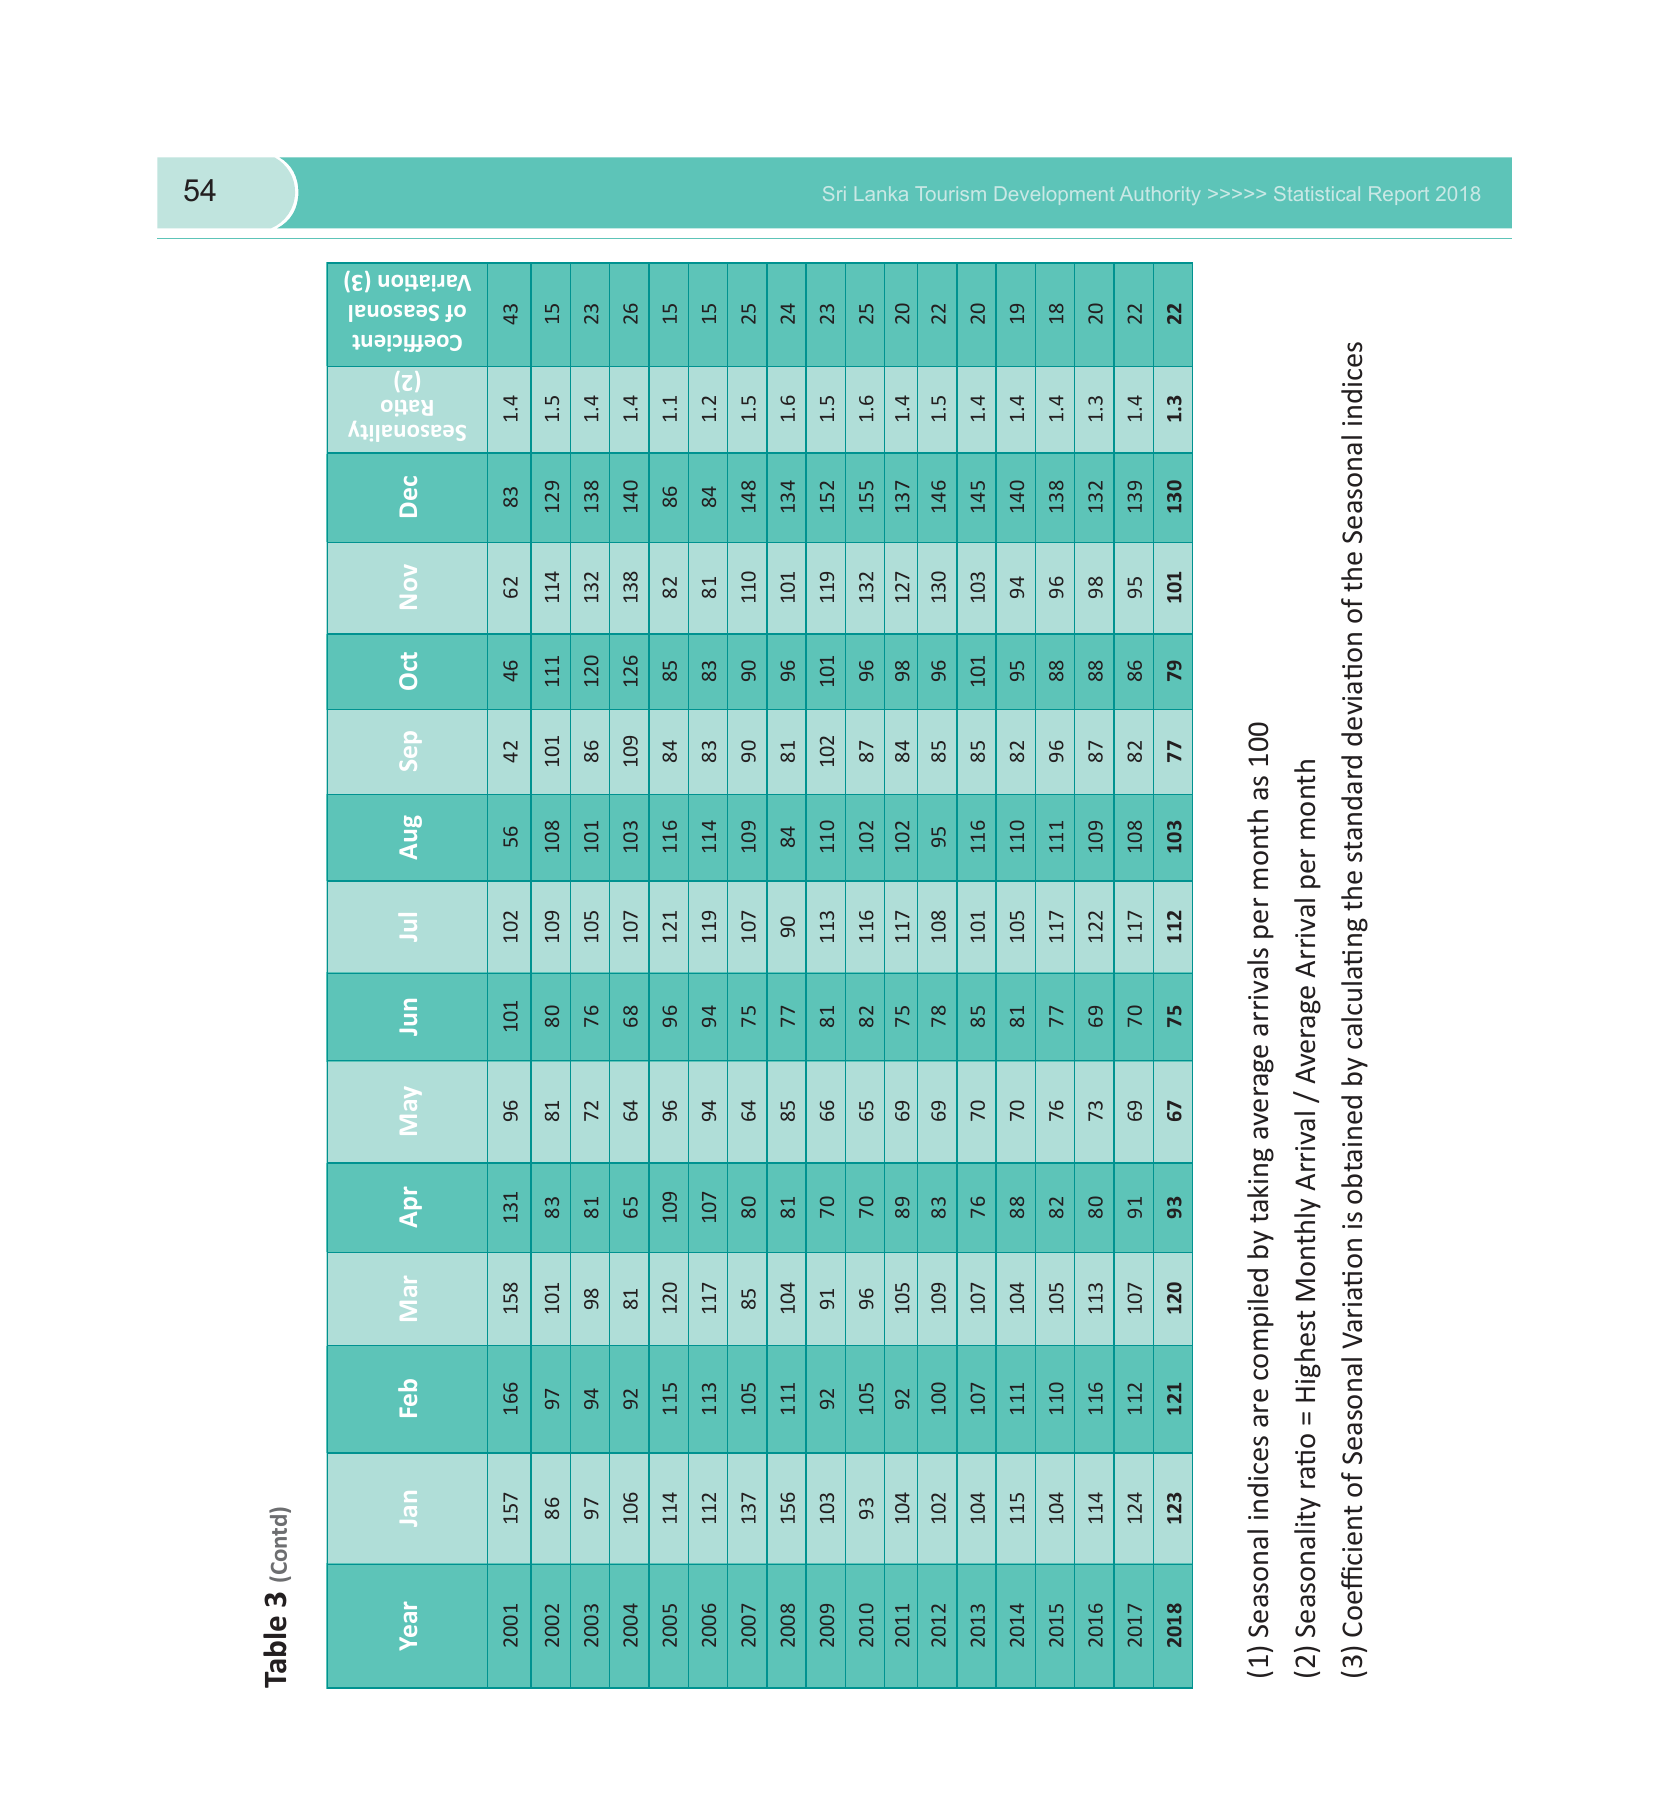 54
Sri Lanka Tourism Development Authority >>>>> Statistical Report 2018
Table 3 (Contd)
Year Jan Feb Mar Apr May Jun Jul Aug Sep Oct Nov Dec Seasonality Ratio (2) Coefficient of Seasonal Variation (3)
2001 157 166 158 131 96 101 102 56 42 46 62 83 1.4 43
2002 86 97 101 83 81 80 109 108 101 111 114 129 1.5 15
2003 97 94 98 81 72 76 105 101 86 120 132 138 1.4 23
2004 106 92 81 65 64 68 107 103 109 126 138 140 1.4 26
2005 114 115 120 109 96 96 121 116 84 85 82 86 1.1 15
2006 112 113 117 107 94 94 119 114 83 83 81 84 1.2 15
2007 137 105 85 80 64 75 107 109 90 90 110 148 1.5 25
2008 156 111 104 81 85 77 90 84 81 96 101 134 1.6 24
2009 103 92 91 70 66 81 113 110 102 101 119 152 1.5 23
2010 93 105 96 70 65 82 116 102 87 96 132 155 1.6 25
2011 104 92 105 89 69 75 117 102 84 98 127 137 1.4 20
2012 102 100 109 83 69 78 108 95 85 96 130 146 1.5 22
2013 104 107 107 76 70 85 101 116 85 101 103 145 1.4 20
2014 115 111 104 88 70 81 105 110 82 95 94 140 1.4 19
2015 104 110 105 82 76 77 117 111 96 88 96 138 1.4 18
2016 114 116 113 80 73 69 122 109 87 88 98 132 1.3 20
2017 124 112 107 91 69 70 117 108 82 86 95 139 1.4 22
2018 123 121 120 93 67 75 112 103 77 79 101 130 1.3 22
(1) Seasonal indices are compiled by taking average arrivals per month as 100
(2) Seasonality ratio = Highest Monthly Arrival / Average Arrival per month
(3) Coefficient of Seasonal Variation is obtained by calculating the standard deviation of the Seasonal indices